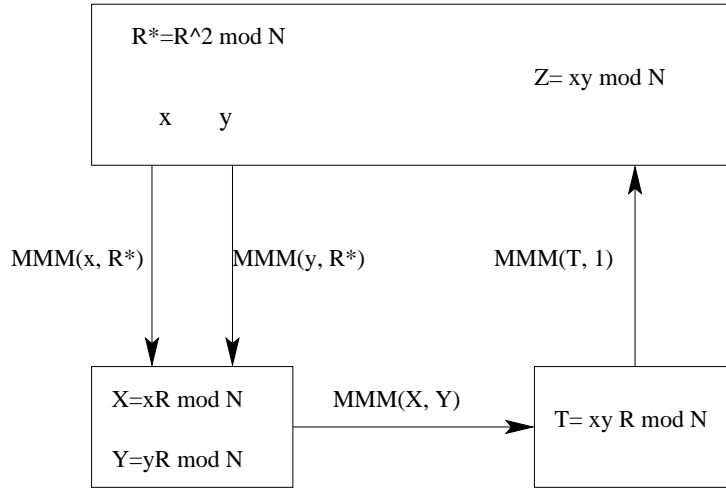 R*=R^2 mod N
Z= xy mod N
x y
MMM(x, R*)
MMM(y, R*)
MMM(T, 1)
X=xR mod N
MMM(X, Y)
T= xy R mod N
Y=yR mod N